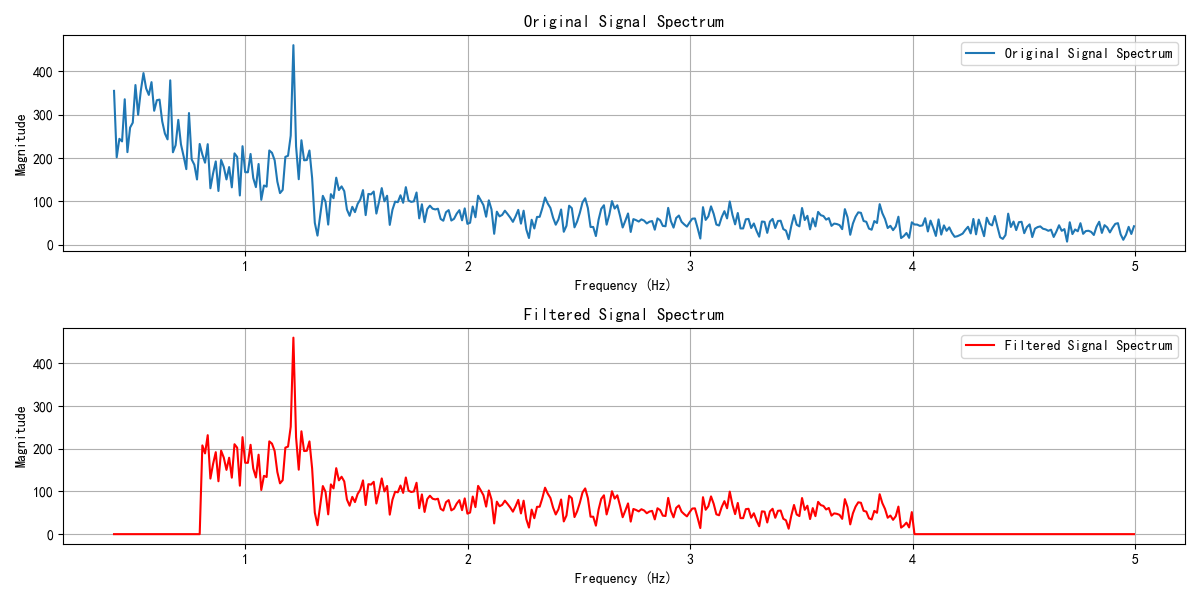 Original Signal Spectrum
Original Signal Spectrum
Magnitude
400
300
200
100
0
1
2
3
4
5
Frequency (Hz)
Filtered Signal Spectrum
Filtered Signal Spectrum
Magnitude
400
300
200
100
0
1
2
3
4
5
Frequency (Hz)